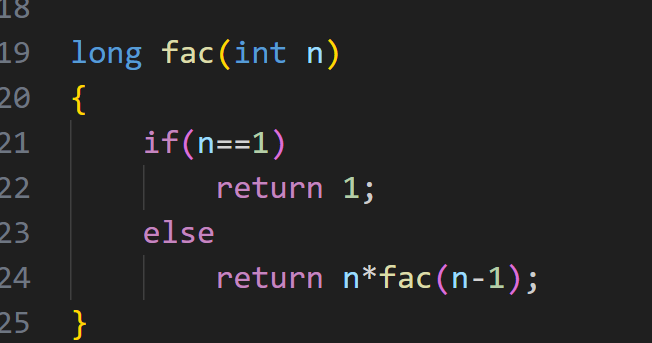 18
19 long fac(int n)
20 {
21     if(n==1)
22         return 1;
23     else
24         return n*fac(n-1);
25 }